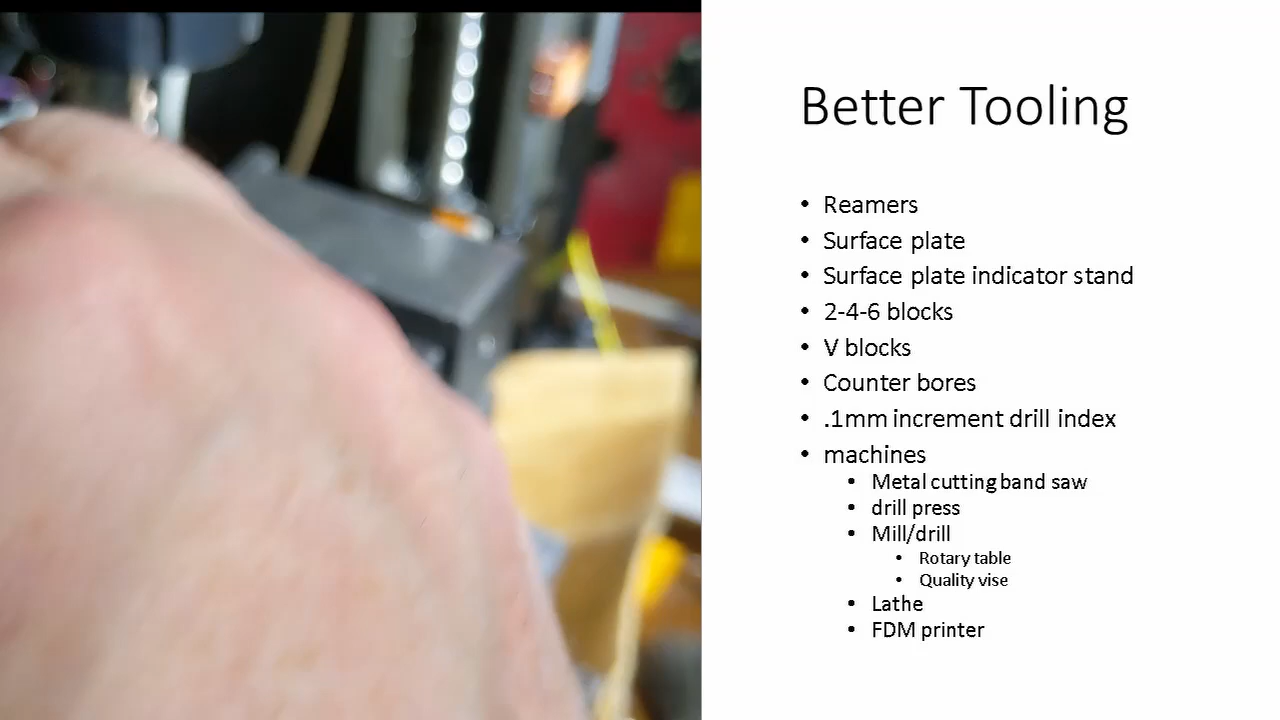 Better Tooling
• Reamers
• Surface plate
• Surface plate indicator stand
• 2-4-6 blocks
• V blocks
• Counter bores
• .1mm increment drill index
• machines
• Metal cutting band saw
• drill press
• Mill/drill
• Rotary table
• Quality vise
• Lathe
• FDM printer